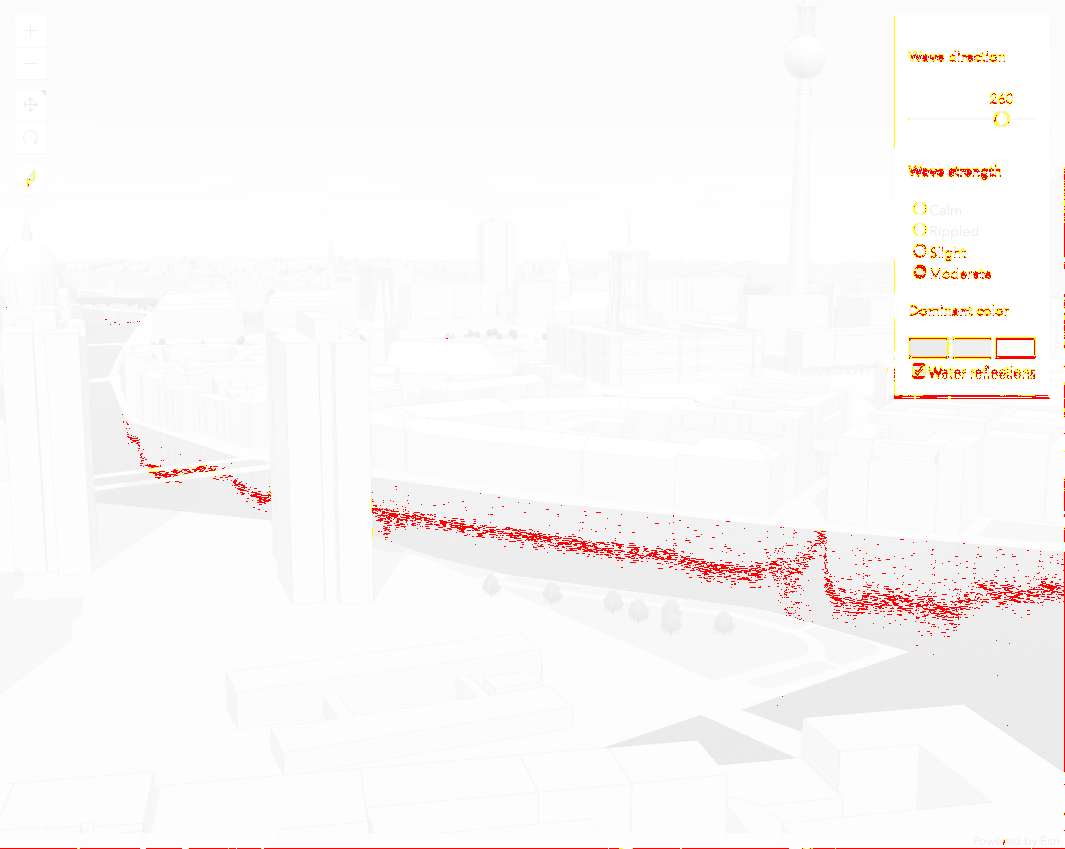 Wave direction
260
Wave strength
Calm
Rippled
Slight
Moderate
Dominant color
Water reflections
Powered by Esri